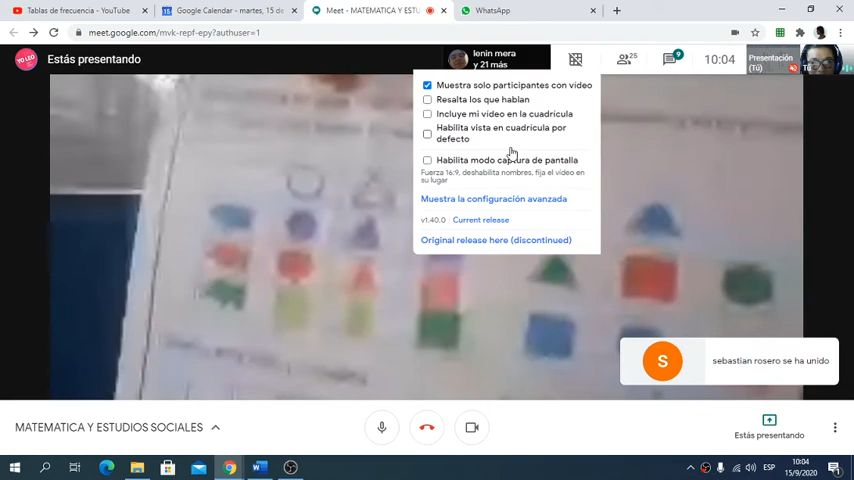 Tablas de frecuencia - YouTube
Google Calendar - martes, 15 de
Meet - MATEMATICA Y ESTU
WhatsApp
meet.google.com/mvk-repf-epy?authuser=1
YO LEO
Estás presentando
lenin mera
y 21 más
25
9
10:04
Presentación
(Tú)
Tú
Muestra solo participantes con video
Resalta los que hablan
Incluye mi video en la cuadrícula
Habilita vista en cuadrícula por
defecto
Habilita modo captura de pantalla
Fuerza 16:9, deshabilita nombres, fija el vídeo en
su lugar
Muestra la configuración avanzada
v1.40.0 Current release
Original release here (discontinued)
S
sebastian rosero se ha unido
MATEMATICA Y ESTUDIOS SOCIALES
Estás presentando
ESP
10:04
15/9/2020
1